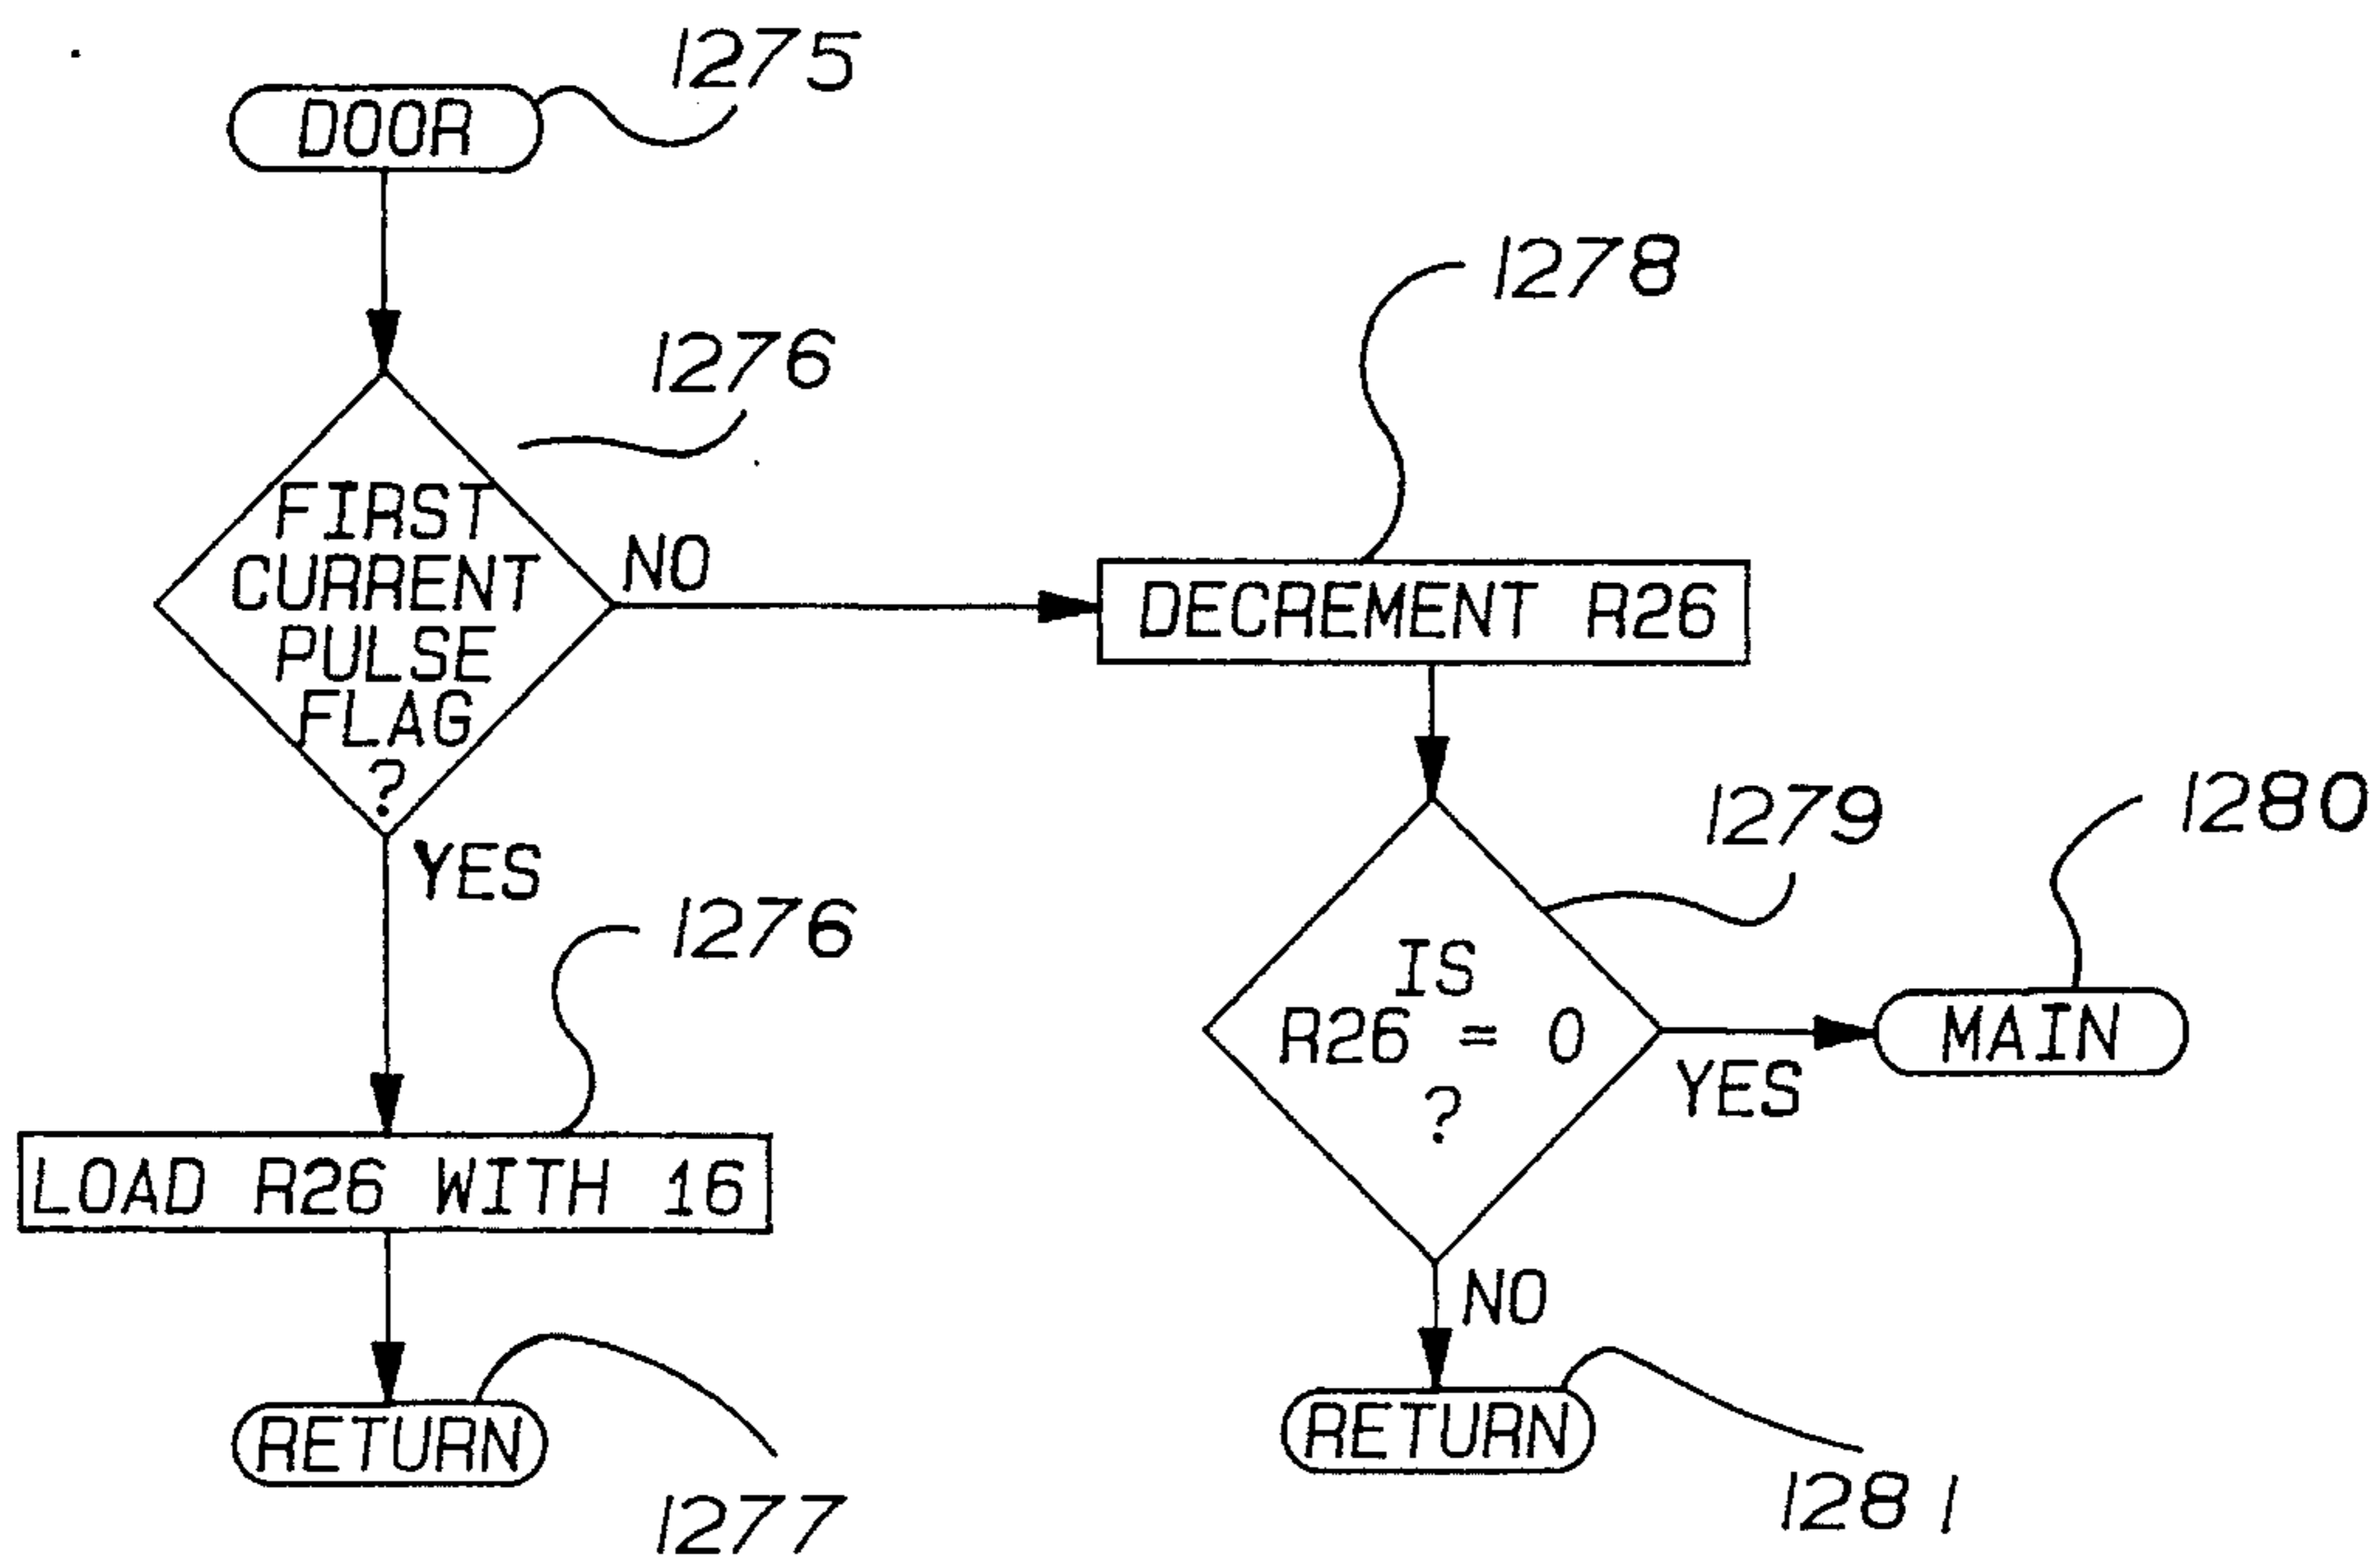 1275
DOOR
1276
FIRST
CURRENT
PULSE
FLAG
?
NO
YES
1276
LOAD R26 WITH 16
RETURN
1277
1278
DECREMENT R26
1279
IS
R26 = 0
?
YES
1280
MAIN
NO
RETURN
1281